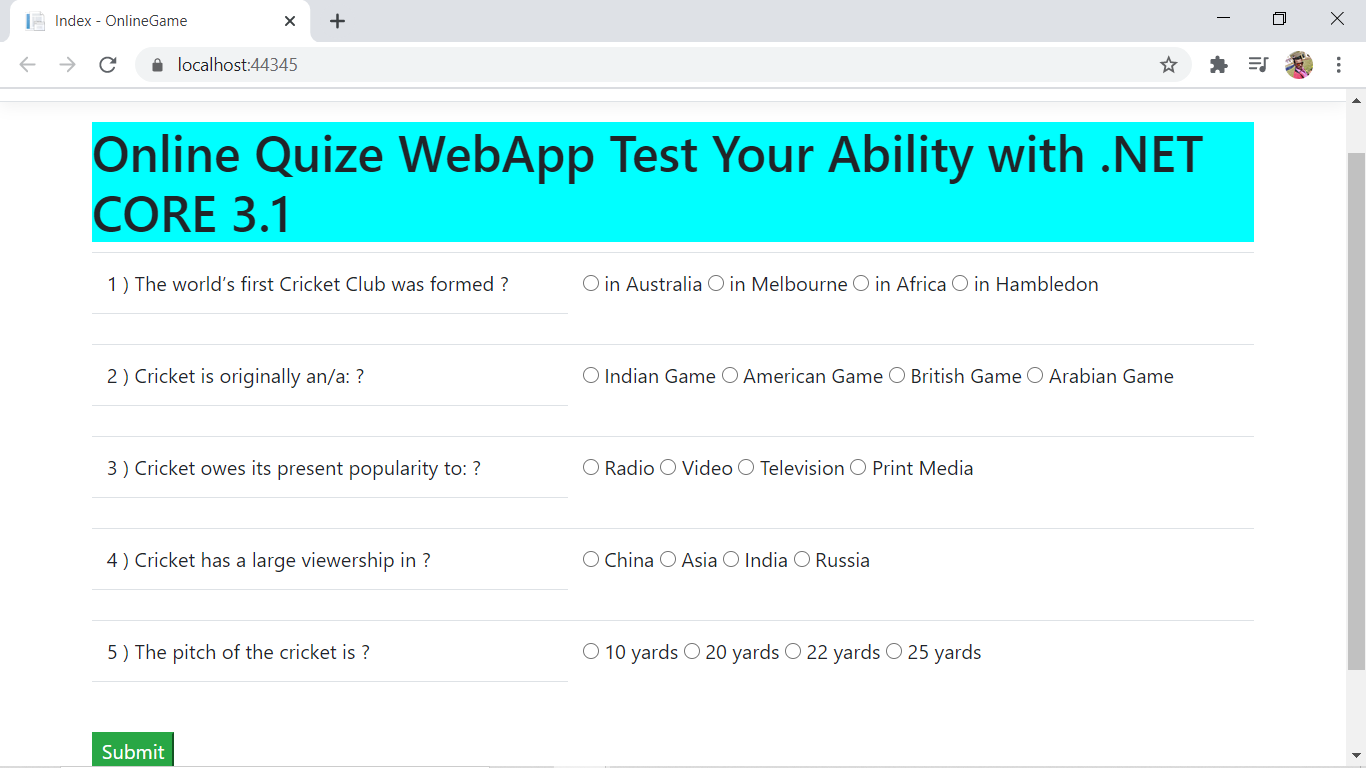 Index - OnlineGame
localhost:44345
Online Quize WebApp Test Your Ability with .NET
CORE 3.1
1 ) The world’s first Cricket Club was formed ? in Australia in Melbourne in Africa in Hambledon
2 ) Cricket is originally an/a: ? Indian Game American Game British Game Arabian Game
3 ) Cricket owes its present popularity to: ? Radio Video Television Print Media
4 ) Cricket has a large viewership in ? China Asia India Russia
5 ) The pitch of the cricket is ? 10 yards 20 yards 22 yards 25 yards
Submit